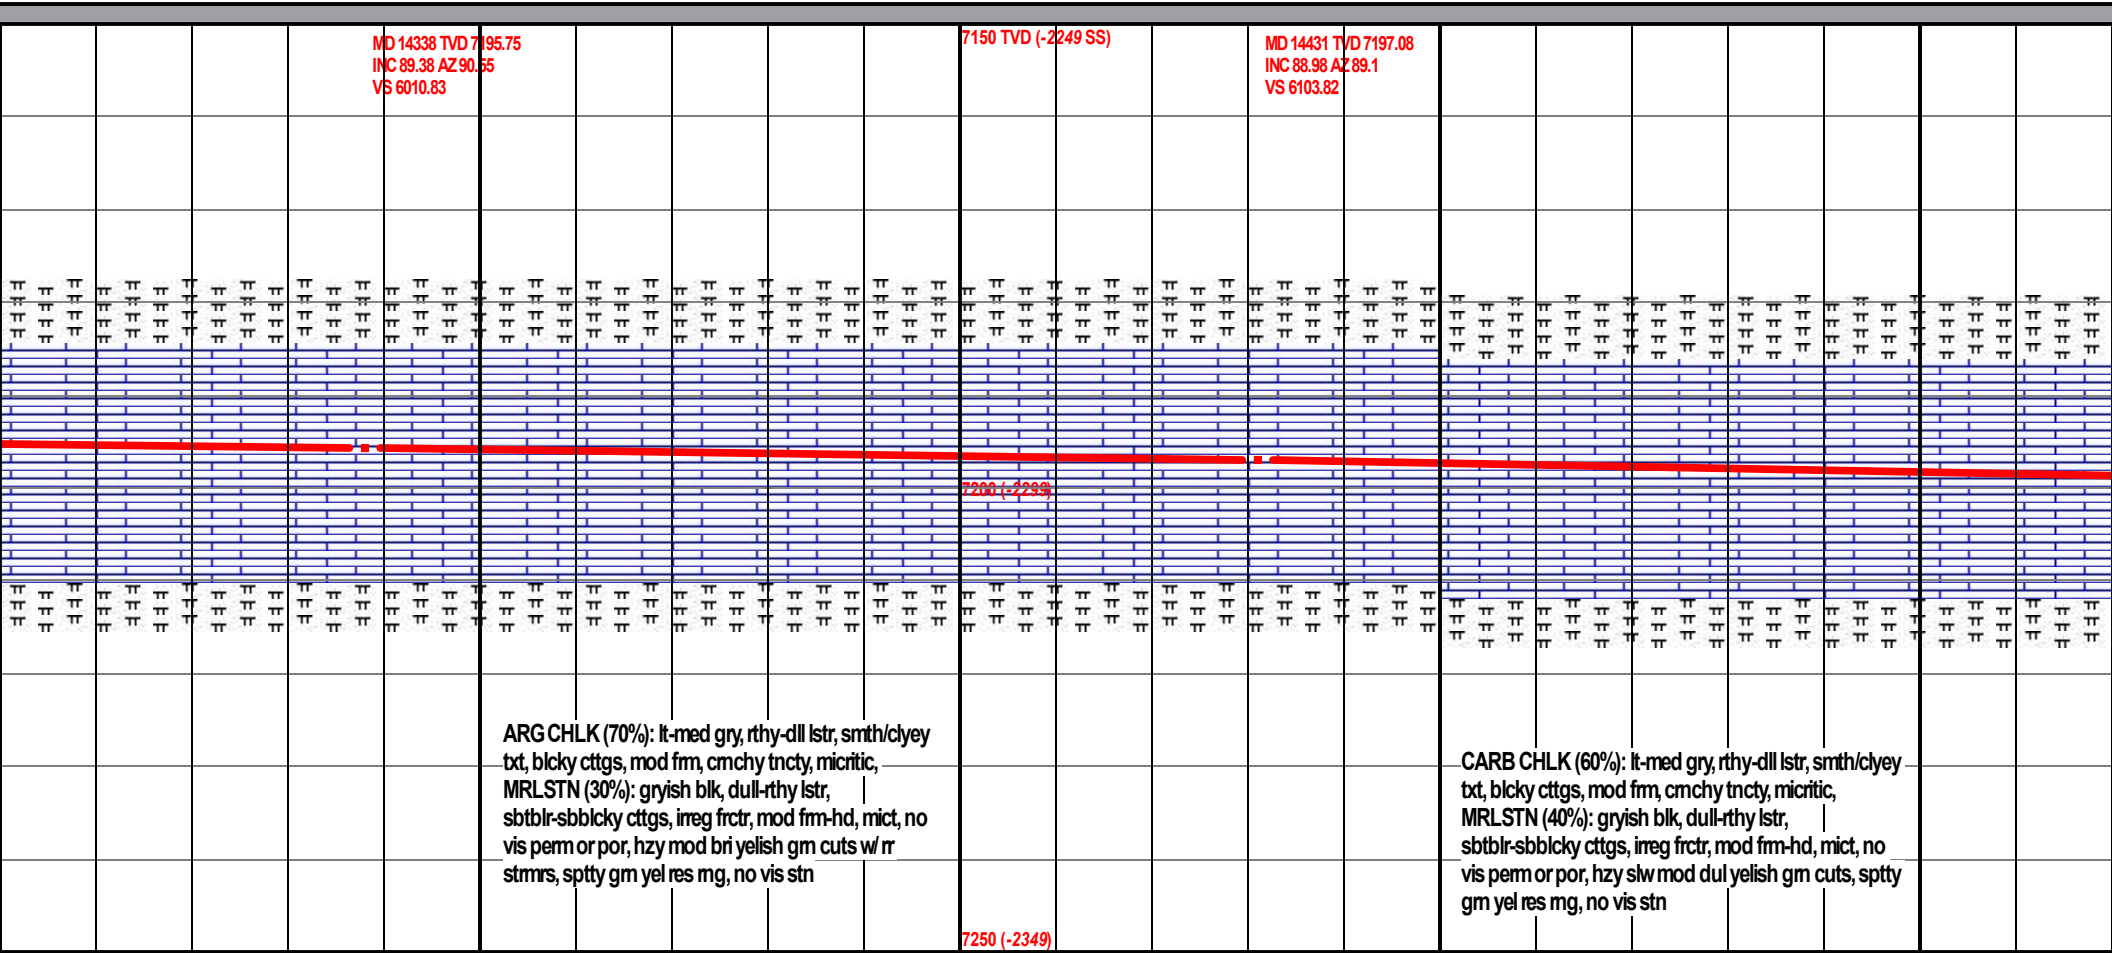 MD 14338 TVD 7195.75
INC 89.38 AZ 90.55
VS 6010.83
7150 TVD (-2249 SS)
MD 14431 TVD 7197.08
INC 88.98 AZ 89.1
VS 6103.82
7200 (-2299)
ARG CHLK (70%): lt-med gry, rthy-dll lstr, smth/clyey
txt, blcky cttgs, mod frm, crnchy tncty, micritic,
MRLSTN (30%): gryish blk, dull-rthy lstr,
sbtblr-sbblcky cttgs, irreg frctr, mod frm-hd, mict, no
vis perm or por, hzy mod bri yelish grn cuts w/ rr
strmrs, sptty grn yel res rng, no vis stn
CARB CHLK (60%): lt-med gry, rthy-dll lstr, smth/clyey
txt, blcky cttgs, mod frm, crnchy tncty, micritic,
MRLSTN (40%): gryish blk, dull-rthy lstr,
sbtblr-sbblcky cttgs, irreg frctr, mod frm-hd, mict, no
vis perm or por, hzy slw mod dul yelish grn cuts, sptty
grn yel res rng, no vis stn
7250 (-2349)